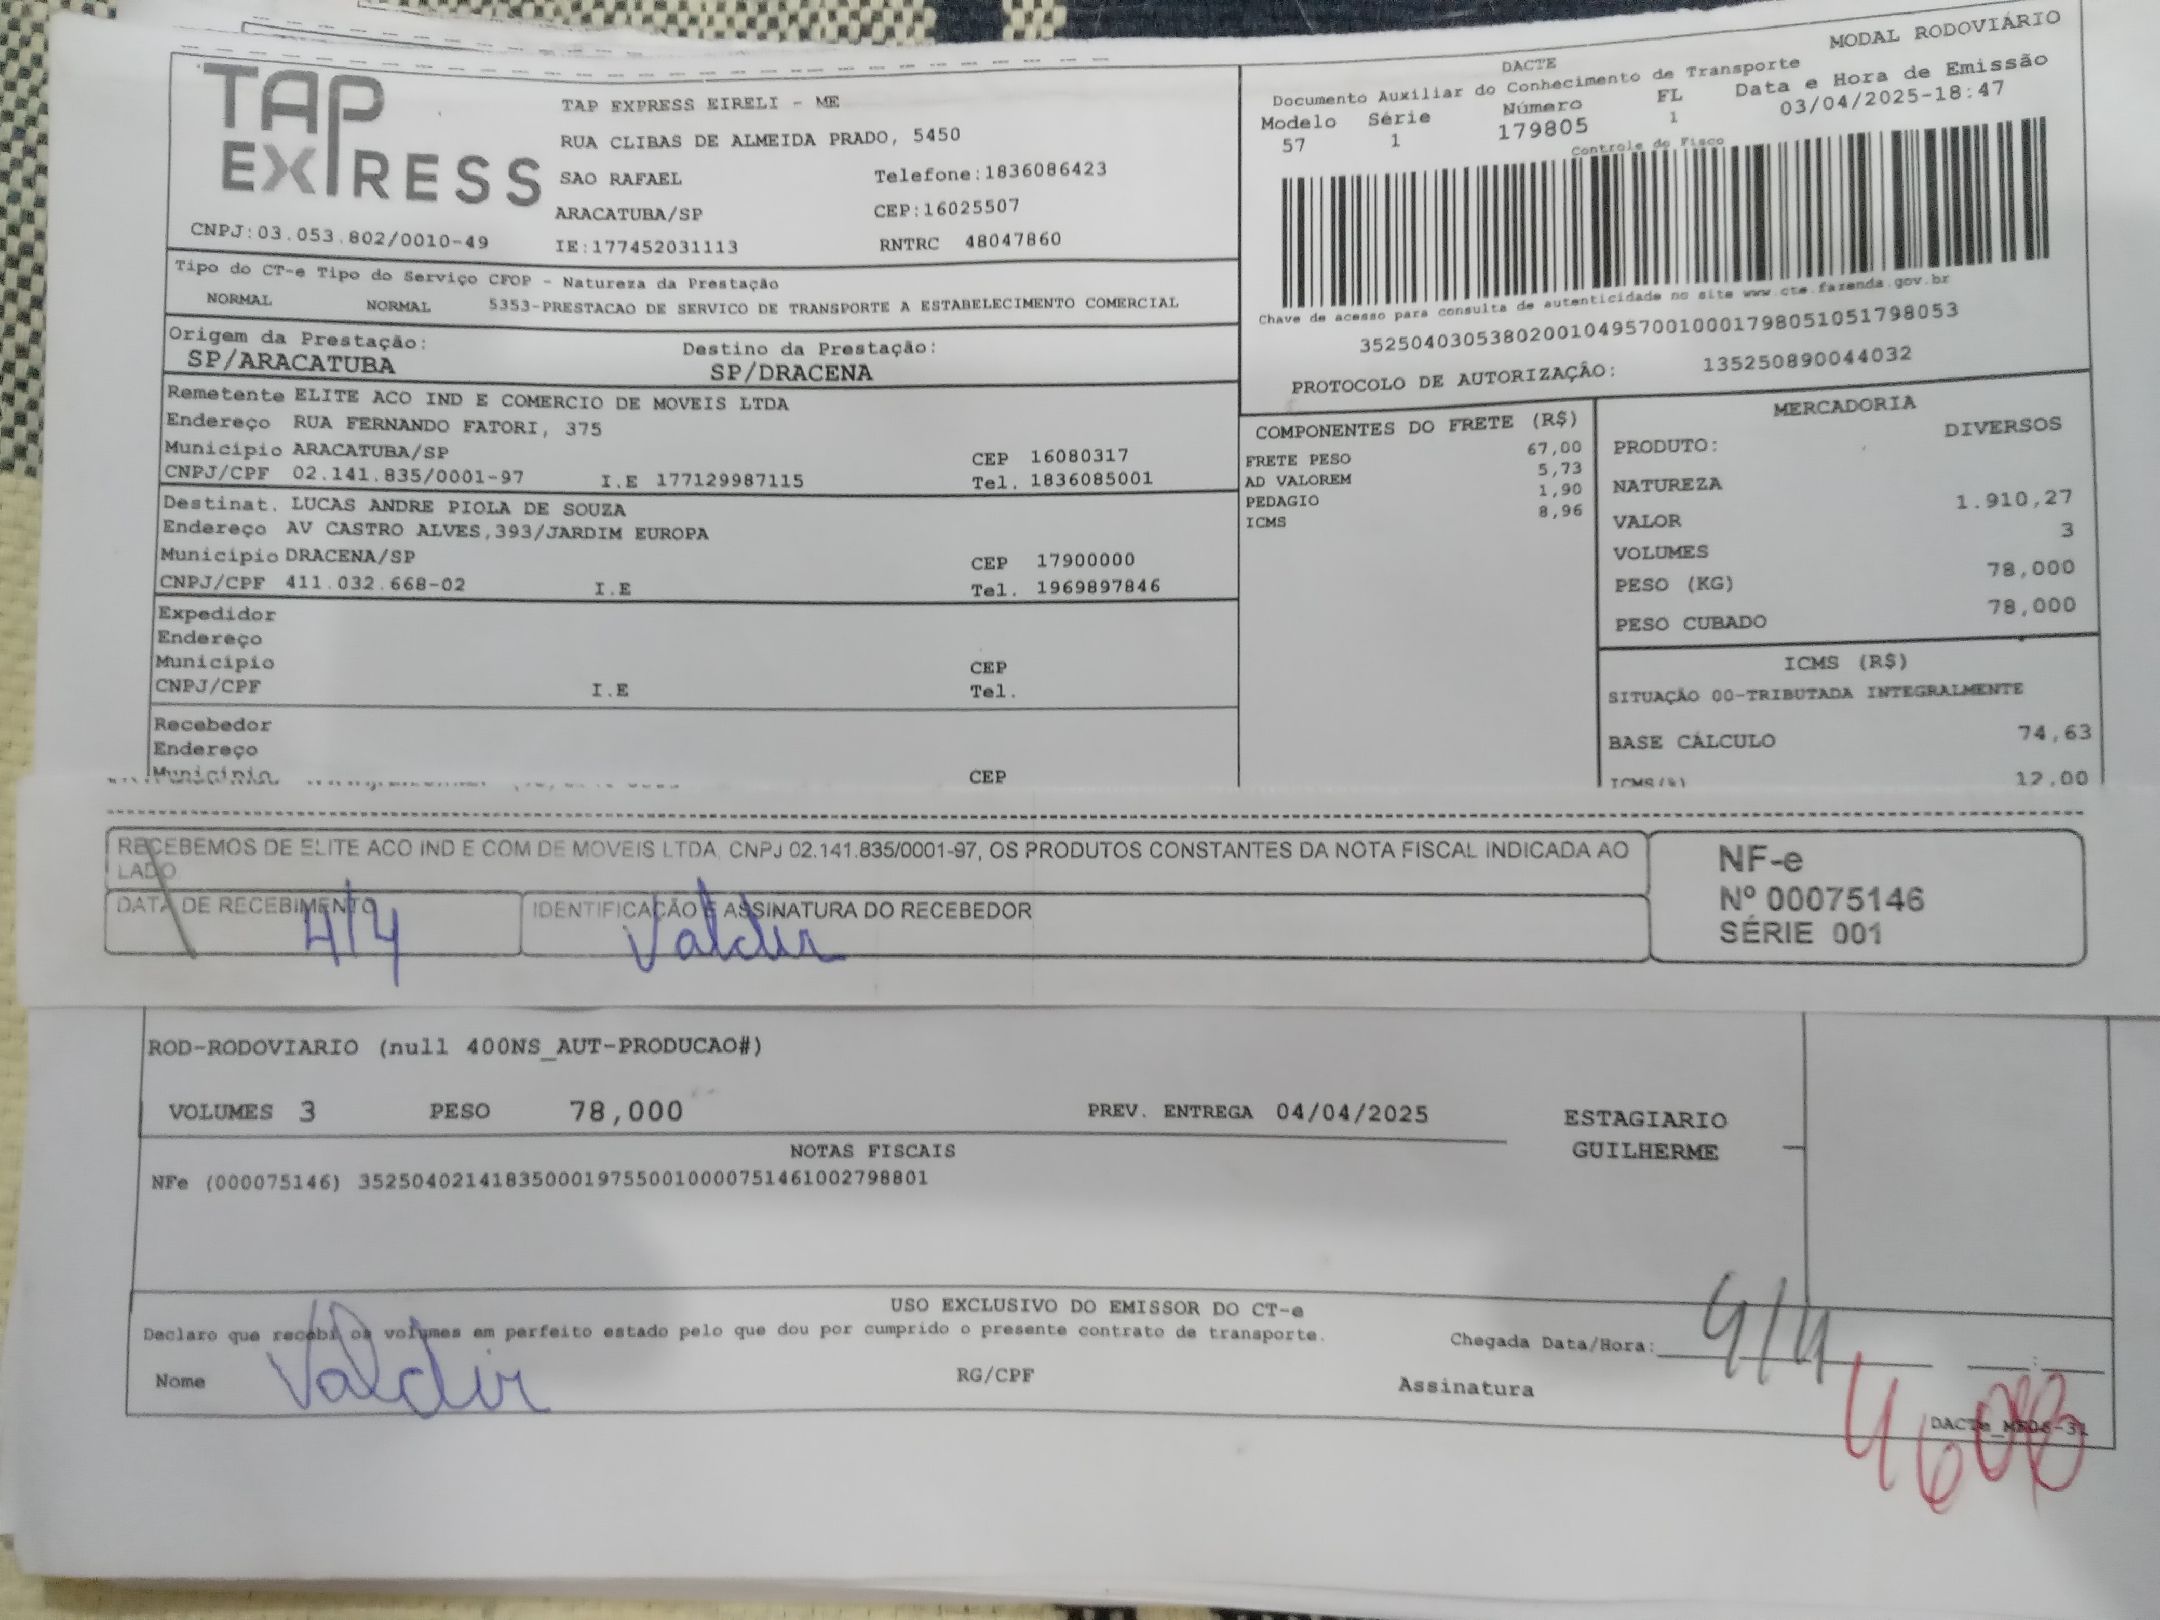 TAP
EXPRESS
TAP EXPRESS EIRELI - ME
RUA CLIBAS DE ALMEIDA PRADO, 5450
SAO RAFAEL Telefone:1836086423
ARACATUBA/SP CEP:16025507
CNPJ:03.053.802/0010-49 IE:177452031113 RNTRC 48047860
MODAL RODOVIÁRIO
DACTE
Documento Auxiliar do Conhecimento de Transporte
Modelo Série Número FL Data e Hora de Emissão
57 1 179805 1 03/04/2025-18:47
Controle do Fisco
Chave de acesso para consulta de autenticidade no site www.cte.fazenda.gov.br
35250403053802001049570010001798051051798053
PROTOCOLO DE AUTORIZAÇÃO: 135250890044032
Tipo do CT-e Tipo do Serviço CFOP - Natureza da Prestação
NORMAL NORMAL 5353-PRESTACAO DE SERVICO DE TRANSPORTE A ESTABELECIMENTO COMERCIAL
Origem da Prestação: Destino da Prestação:
SP/ARACATUBA SP/DRACENA
Remetente ELITE ACO IND E COMERCIO DE MOVEIS LTDA
Endereço RUA FERNANDO FATORI, 375
Municipio ARACATUBA/SP CEP 16080317
CNPJ/CPF 02.141.835/0001-97 I.E 177129987115 Tel. 1836085001
Destinat. LUCAS ANDRE PIOLA DE SOUZA
Endereço AV CASTRO ALVES,393/JARDIM EUROPA
Municipio DRACENA/SP CEP 17900000
CNPJ/CPF 411.032.668-02 I.E Tel. 1969897846
Expedidor
Endereço
Municipio CEP
CNPJ/CPF I.E Tel.
Recebedor
Endereço
Municipio CEP
COMPONENTES DO FRETE (R$)
FRETE PESO 67,00
AD VALOREM 5,73
PEDAGIO 1,90
ICMS 8,96
MERCADORIA
PRODUTO: DIVERSOS
NATUREZA
VALOR 1.910,27
VOLUMES 3
PESO (KG) 78,000
PESO CUBADO 78,000
ICMS (R$)
SITUAÇÃO 00-TRIBUTADA INTEGRALMENTE
BASE CÁLCULO 74,63
ICMS(%) 12,00
RECEBEMOS DE ELITE ACO IND E COM DE MOVEIS LTDA, CNPJ 02.141.835/0001-97, OS PRODUTOS CONSTANTES DA NOTA FISCAL INDICADA AO
LADO
DATA DE RECEBIMENTO IDENTIFICAÇÃO E ASSINATURA DO RECEBEDOR
4/4 Valdir
NF-e
Nº 00075146
SÉRIE 001
ROD-RODOVIARIO (null 400NS_AUT-PRODUCAO#)
VOLUMES 3 PESO 78,000 PREV. ENTREGA 04/04/2025
ESTAGIARIO
GUILHERME
NOTAS FISCAIS
NFe (000075146) 35250402141835000197550010000751461002798801
USO EXCLUSIVO DO EMISSOR DO CT-e
Declaro que recebi os volumes em perfeito estado pelo que dou por cumprido o presente contrato de transporte.
Chegada Data/Hora: 4/4
Nome Valdir RG/CPF Assinatura